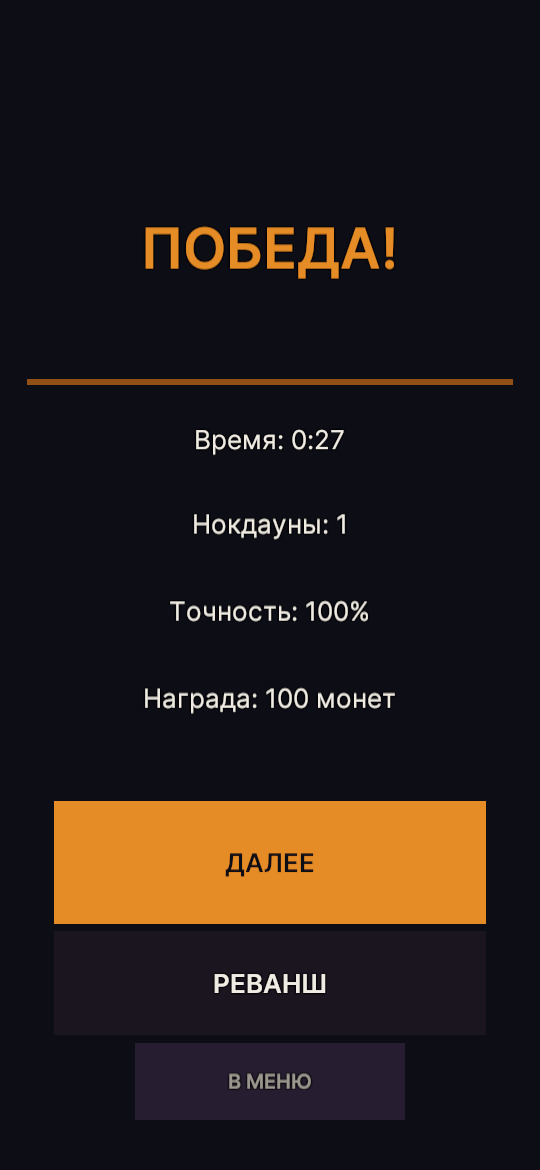 ПОБЕДА!
Время: 0:27
Нокдауны: 1
Точность: 100%
Награда: 100 монет
ДАЛЕЕ
РЕВАНШ
В МЕНЮ